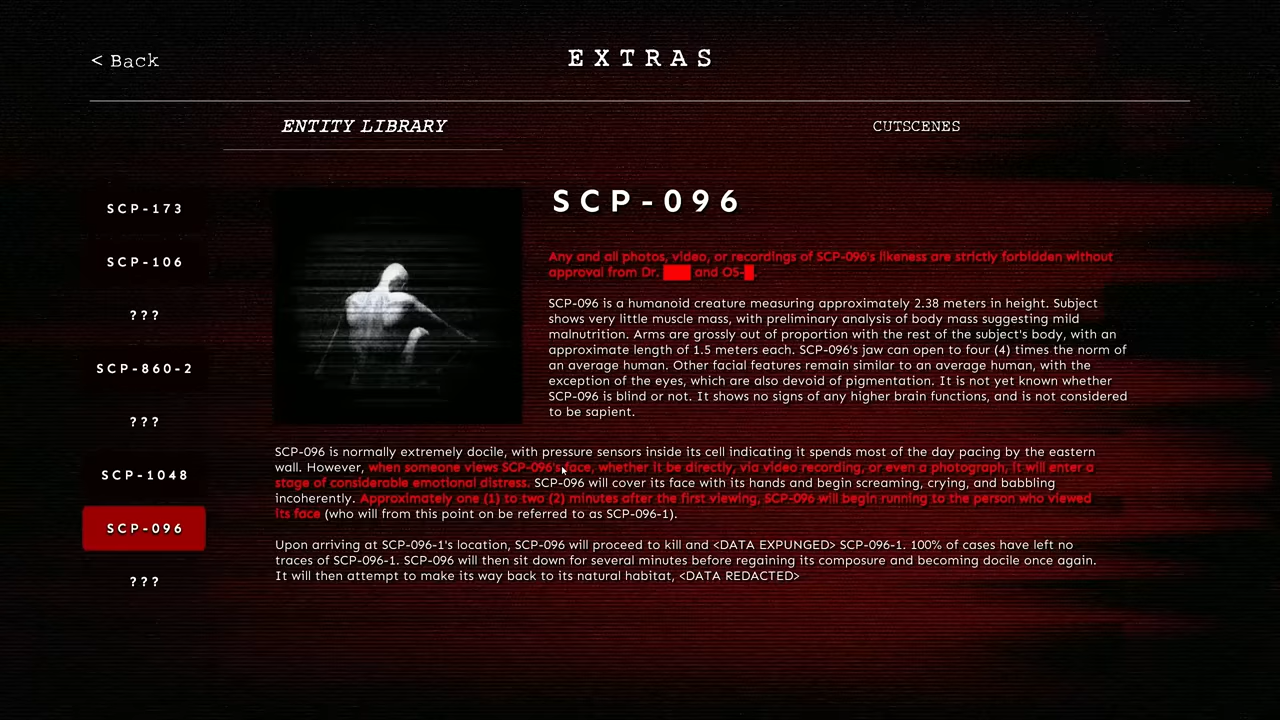 < Back
EXTRAS
ENTITY LIBRARY
CUTSCENES
SCP-173
SCP-106
???
SCP-860-2
???
SCP-1048
SCP-096
???
SCP-096
Any and all photos, video, or recordings of SCP-096's likeness are strictly forbidden without
approval from Dr. ███ and O5-█.
SCP-096 is a humanoid creature measuring approximately 2.38 meters in height. Subject
shows very little muscle mass, with preliminary analysis of body mass suggesting mild
malnutrition. Arms are grossly out of proportion with the rest of the subject's body, with an
approximate length of 1.5 meters each. SCP-096's jaw can open to four (4) times the norm of
an average human. Other facial features remain similar to an average human, with the
exception of the eyes, which are also devoid of pigmentation. It is not yet known whether
SCP-096 is blind or not. It shows no signs of any higher brain functions, and is not considered
to be sapient.
SCP-096 is normally extremely docile, with pressure sensors inside its cell indicating it spends most of the day pacing by the eastern
wall. However, when someone views SCP-096's face, whether it be directly, via video recording, or even a photograph, it will enter a
stage of considerable emotional distress. SCP-096 will cover its face with its hands and begin screaming, crying, and babbling
incoherently. Approximately one (1) to two (2) minutes after the first viewing, SCP-096 will begin running to the person who viewed
its face (who will from this point on be referred to as SCP-096-1).
Upon arriving at SCP-096-1's location, SCP-096 will proceed to kill and <DATA EXPUNGED> SCP-096-1. 100% of cases have left no
traces of SCP-096-1. SCP-096 will then sit down for several minutes before regaining its composure and becoming docile once again.
It will then attempt to make its way back to its natural habitat, <DATA REDACTED>